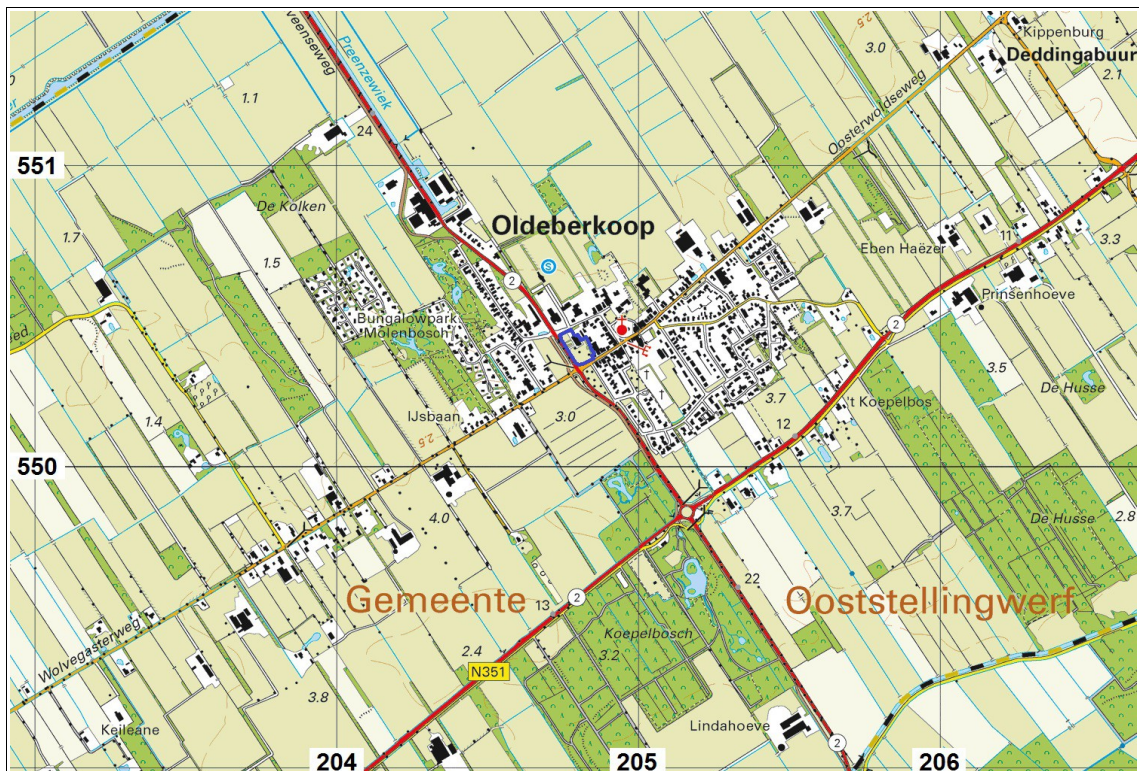 Kippenburg
Deddingabuur
2.5
3.0
2.1
veenseweg
Preenzewiek
Oosterwoldseweg
1.1
24
551
De Kolken
Oldeberkoop
1.7
1.5
Eben Haëzer
11
3.3
2
S
Prinsenhoeve
Bungalowpark
Molenbosch
2
3.5
De Husse
1.4
IJsbaan
3.0
3.7
't Koepelbos
12
2.5
550
4.0
3.7
De Husse
2.8
Gemeente
13
2
22
Ooststellingwerf
Koepelbosch
3.2
Wolvegasterweg
2.4
N351
3.8
Keileane
Lindahoeve
2
204
205
206